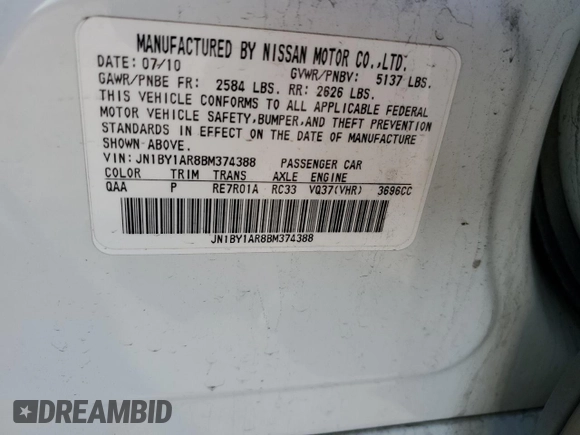 MANUFACTURED BY NISSAN MOTOR CO.,LTD.
DATE: 07/10 GVWR/PNBV: 5137 LBS.
GAWR/PNBE FR: 2584 LBS. RR: 2626 LBS.
THIS VEHICLE CONFORMS TO ALL APPLICABLE FEDERAL
MOTOR VEHICLE SAFETY, BUMPER, AND THEFT PREVENTION
STANDARDS IN EFFECT ON THE DATE OF MANUFACTURE
SHOWN ABOVE.
VIN: JN1BY1AR8BM374388 PASSENGER CAR
COLOR TRIM TRANS AXLE ENGINE
QAA P RE7R01A RC33 VQ37(VHR) 3696CC
JN1BY1AR8BM374388
DREAMBID